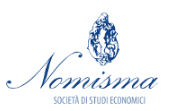 Nomisma
SOCIETÀ DI STUDI ECONOMICI